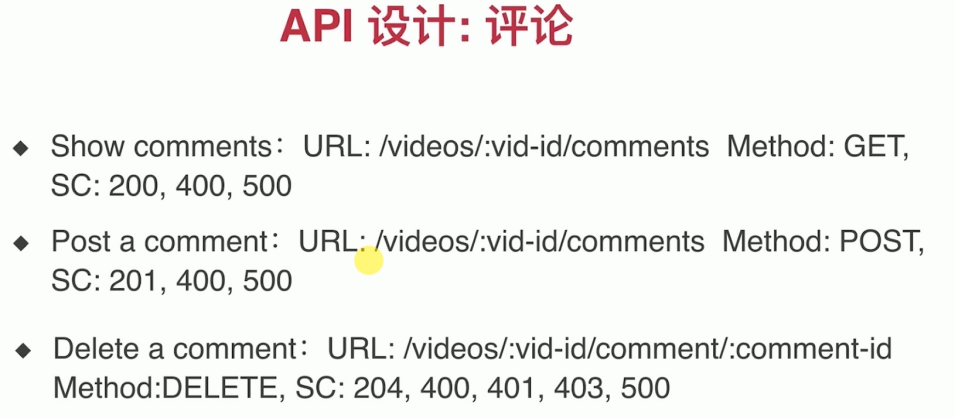 API 设计: 评论
◆ Show comments：URL: /videos/:vid-id/comments Method: GET,
SC: 200, 400, 500
◆ Post a comment：URL: /videos/:vid-id/comments Method: POST,
SC: 201, 400, 500
◆ Delete a comment：URL: /videos/:vid-id/comment/:comment-id
Method:DELETE, SC: 204, 400, 401, 403, 500